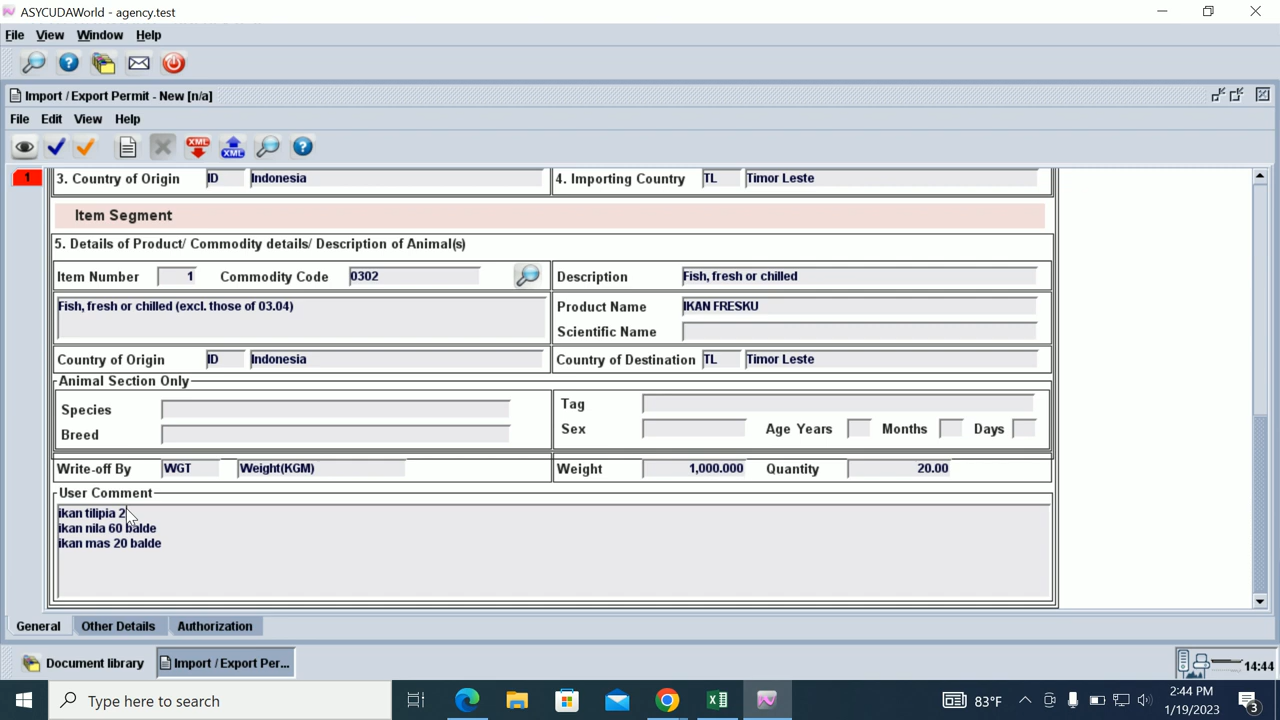 ASYCUDAWorld - agency.test
File View Window Help
Import / Export Permit - New [n/a]
File Edit View Help
XML XML
1
3. Country of Origin ID Indonesia 4. Importing Country TL Timor Leste
Item Segment
5. Details of Product/ Commodity details/ Description of Animal(s)
Item Number 1 Commodity Code 0302 Description Fish, fresh or chilled
Fish, fresh or chilled (excl. those of 03.04) Product Name IKAN FRESKU
Scientific Name
Country of Origin ID Indonesia Country of Destination TL Timor Leste
Animal Section Only
Species Tag
Breed Sex Age Years Months Days
Write-off By WGT Weight(KGM) Weight 1,000.000 Quantity 20.00
User Comment
ikan tilipia 2
ikan nila 60 balde
ikan mas 20 balde
General Other Details Authorization
Document library Import / Export Per... 14:44
Type here to search 83°F 2:44 PM
1/19/2023 3